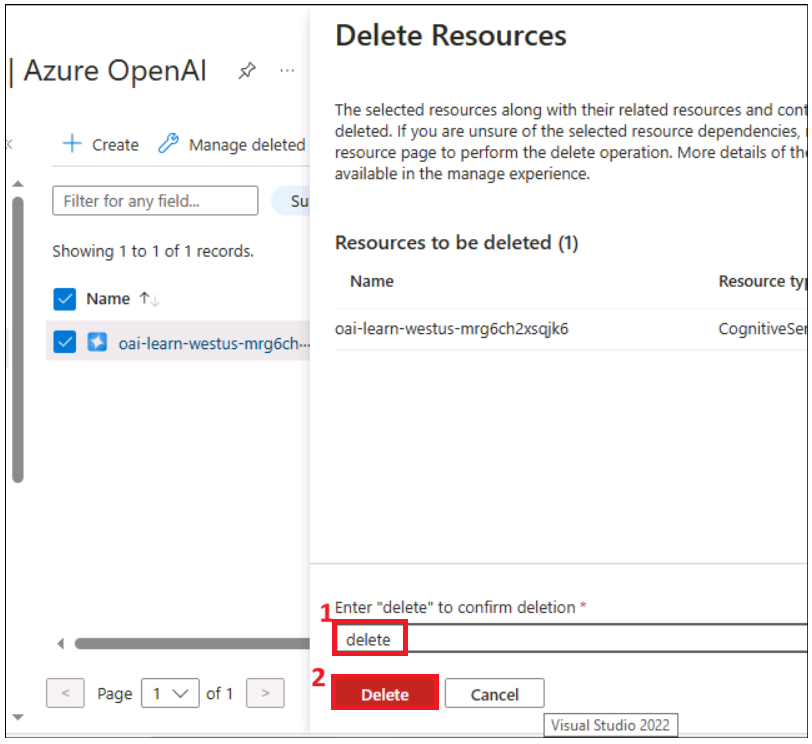 | Azure OpenAI
...
Create
Manage deleted
Filter for any field...
Su
Showing 1 to 1 of 1 records.
Name ↑↓
oai-learn-westus-mrg6ch...
< Page 1 of 1 >
Delete Resources
The selected resources along with their related resources and cont
deleted. If you are unsure of the selected resource dependencies,
resource page to perform the delete operation. More details of the
available in the manage experience.
Resources to be deleted (1)
Name Resource typ
oai-learn-westus-mrg6ch2xsqjk6 CognitiveSer
1 Enter "delete" to confirm deletion *
delete
2 Delete Cancel
Visual Studio 2022